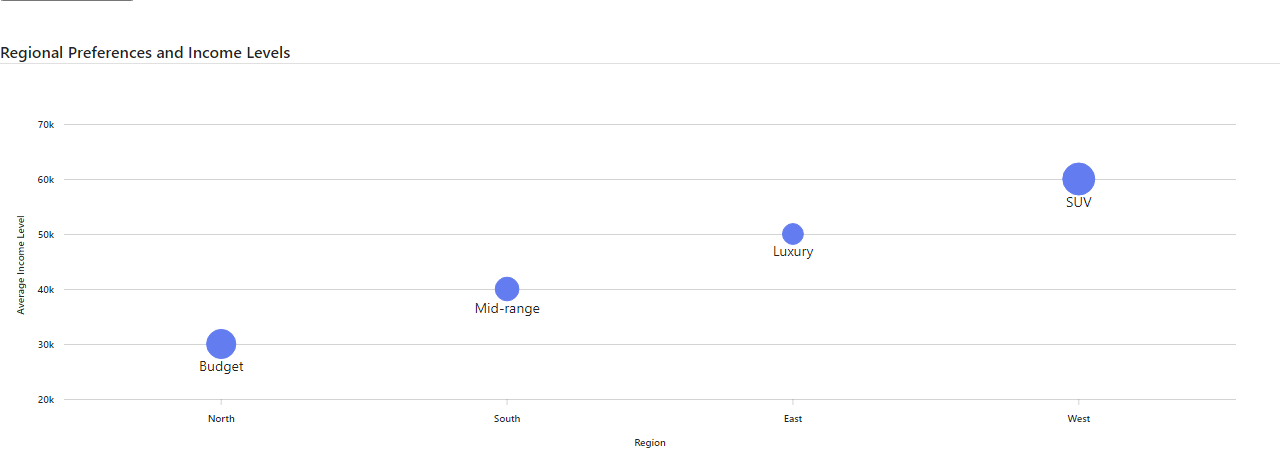 Regional Preferences and Income Levels
70k
60k
50k
40k
30k
20k
Average Income Level
SUV
Luxury
Mid-range
Budget
North South East West
Region